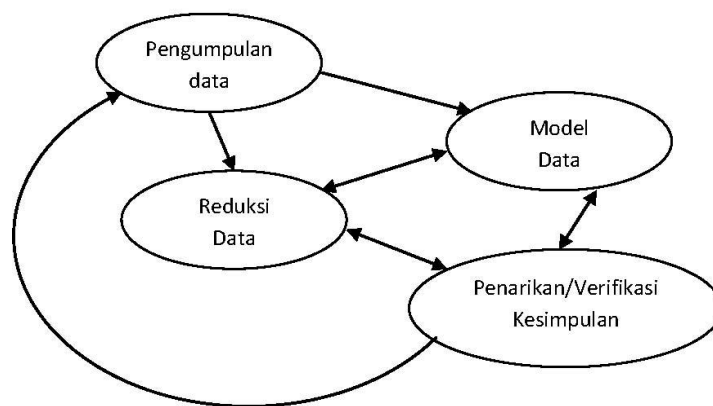 Pengumpulan
data
Model
Data
Reduksi
Data
Penarikan/Verifikasi
Kesimpulan